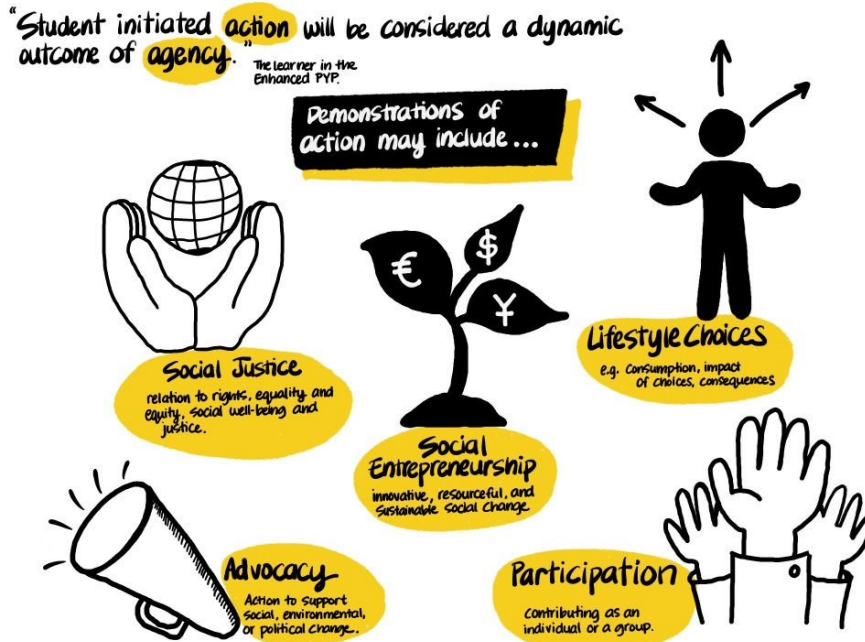 "Student initiated action will be considered a dynamic
outcome of agency."
The learner in the
Enhanced PYP.
Demonstrations of
action may include...
€
$
¥
Lifestyle Choices
e.g. Consumption, impact
of choices, consequences
Social Justice
relation to rights, equality and
equity, social well-being and
justice.
Social
Entrepreneurship
innovative, resourceful, and
Sustainable Social Change
Advocacy
Action to Support
Social, environmental,
or political Change.
Participation
Contributing as an
individual or a group.